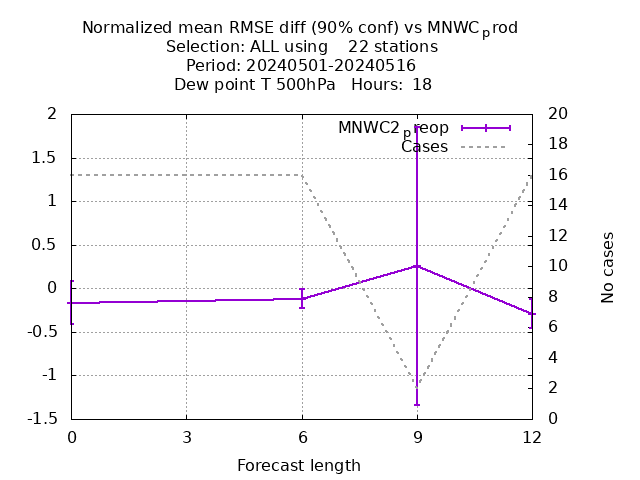 Normalized mean RMSE diff (90% conf) vs MNWCprod
Selection: ALL using    22 stations
Period: 20240501-20240516
Dew point T 500hPa   Hours:  18
MNWC2preop
Cases
2
1.5
1
0.5
0
-0.5
-1
-1.5
20
18
16
14
12
10
8
6
4
2
0
No cases
0 3 6 9 12
Forecast length